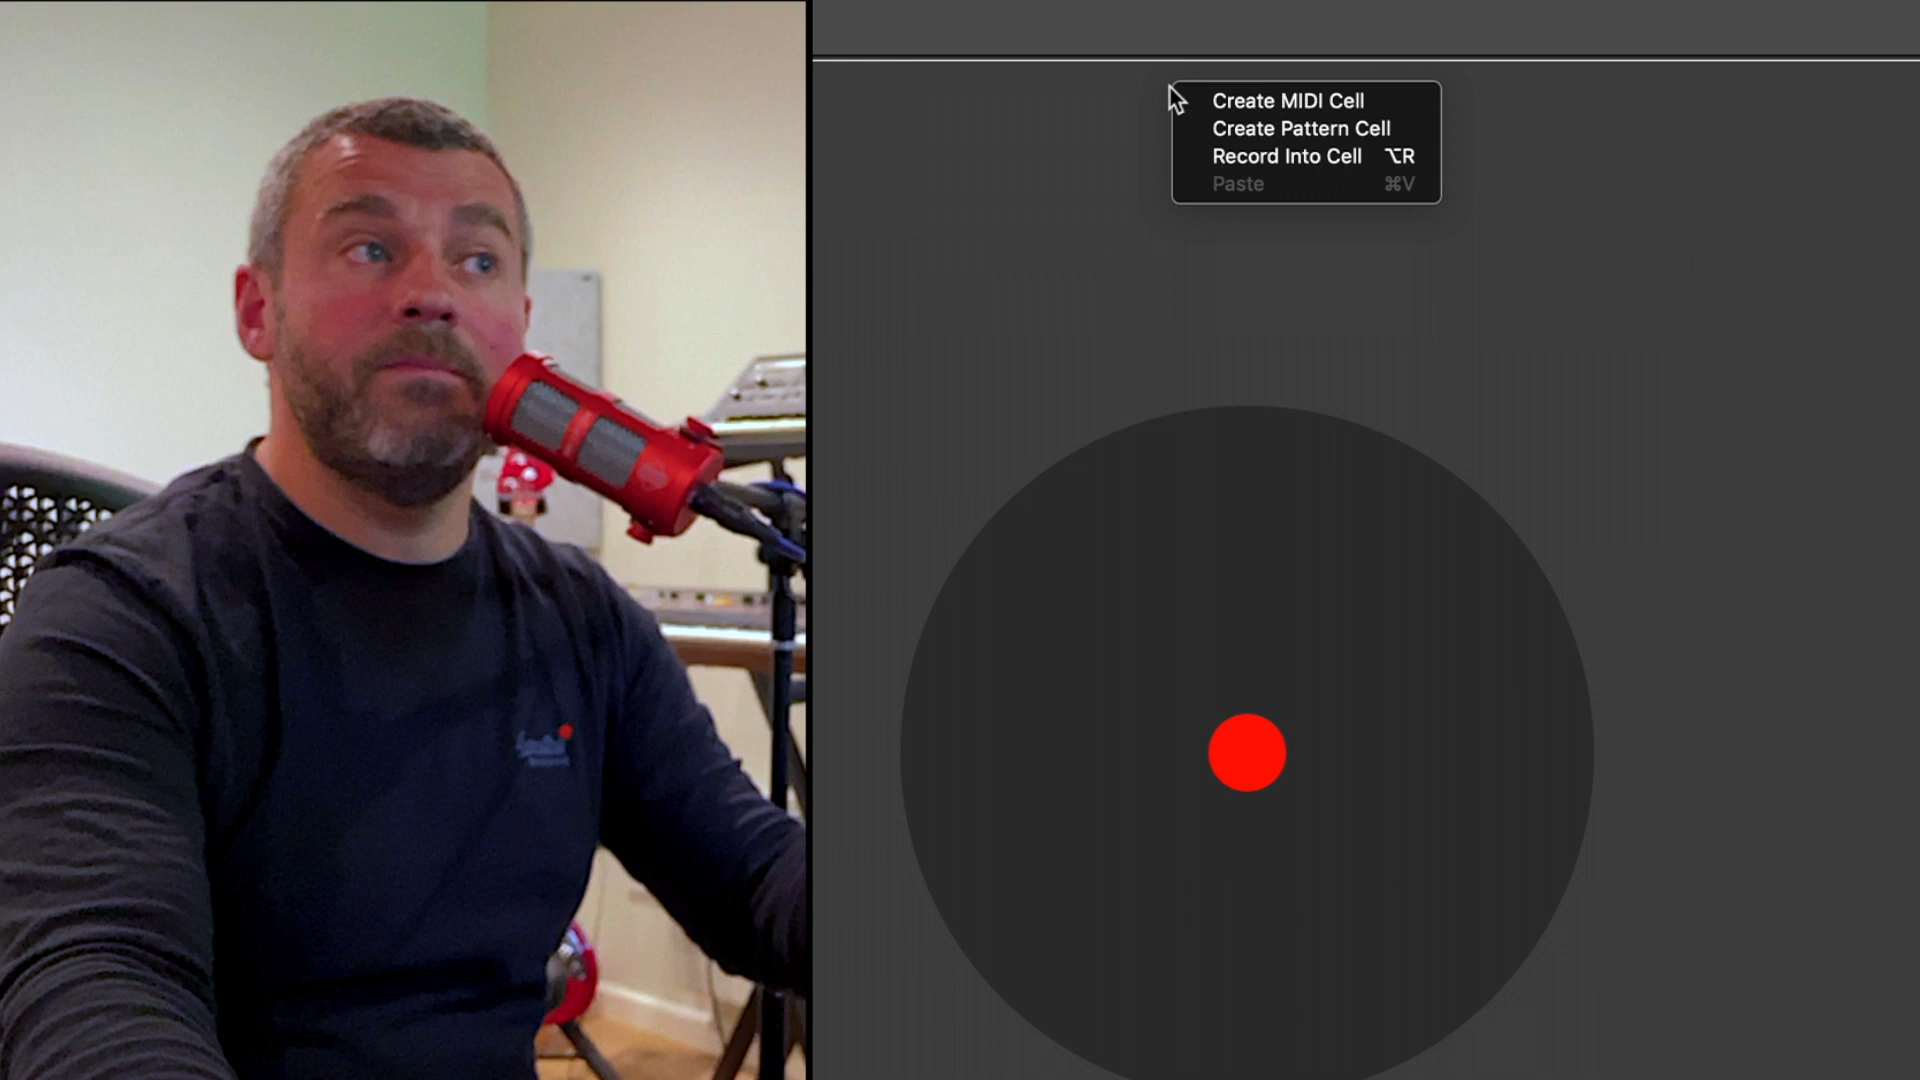 Create MIDI Cell
Create Pattern Cell
Record Into Cell ⌥R
Paste ⌘V